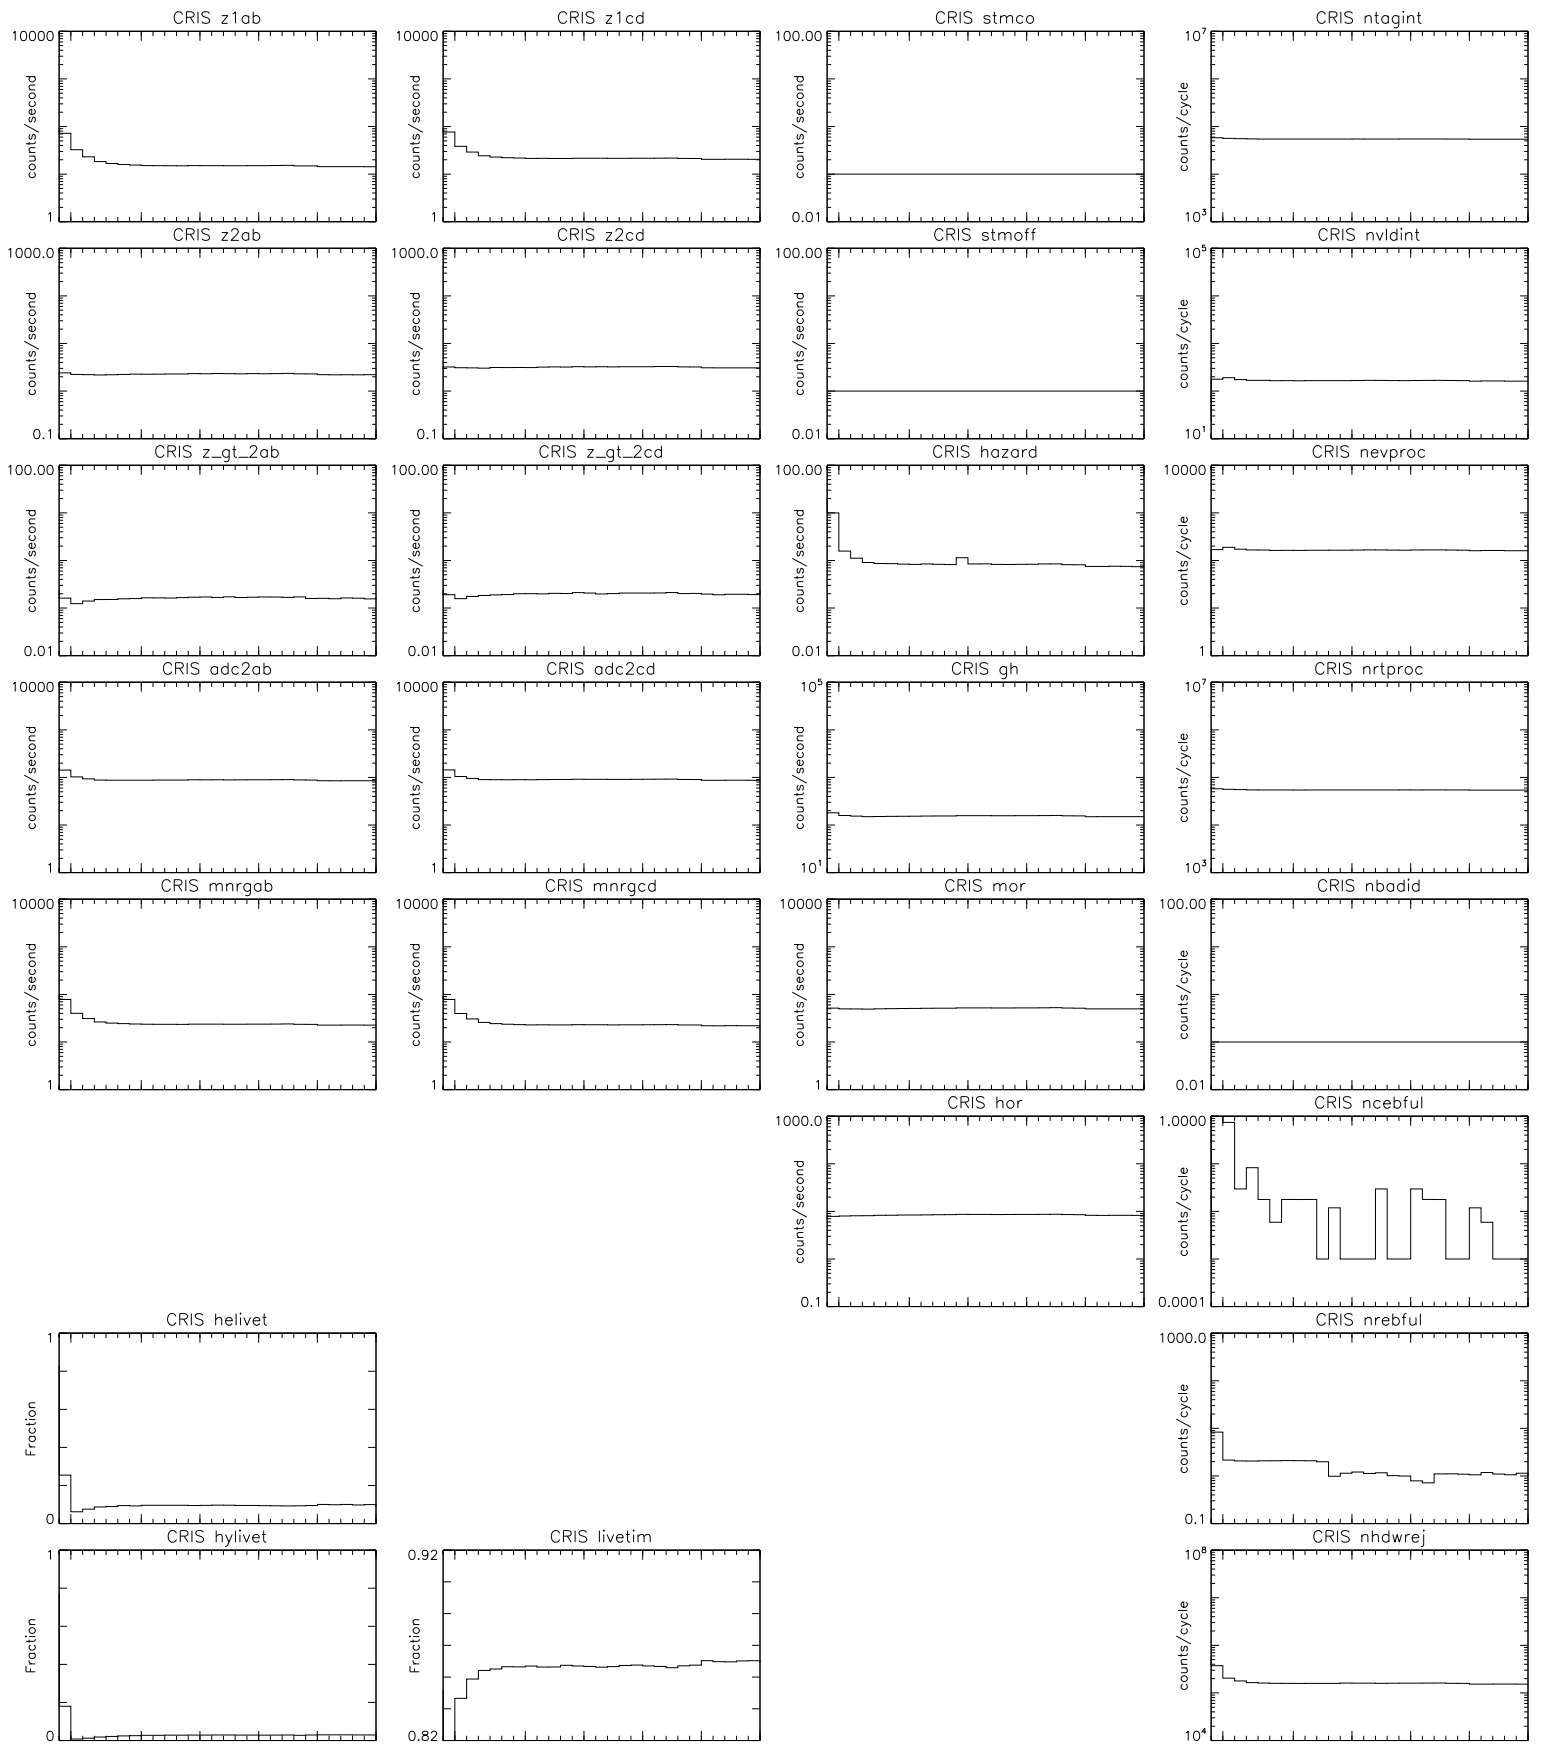 CRIS z1ab
CRIS z1cd
CRIS stmco
CRIS ntagint
10000
counts/second
1
10000
counts/second
1
100.00
counts/second
0.01
10⁷
counts/cycle
10³
CRIS z2ab
CRIS z2cd
CRIS stmoff
CRIS nvldint
1000.0
counts/second
0.1
1000.0
counts/second
0.1
100.00
counts/second
0.01
10⁵
counts/cycle
10¹
CRIS z_gt_2ab
CRIS z_gt_2cd
CRIS hazard
CRIS nevproc
100.00
counts/second
0.01
100.00
counts/second
0.01
100.00
counts/second
0.01
10000
counts/cycle
1
CRIS adc2ab
CRIS adc2cd
CRIS gh
CRIS nrtproc
10000
counts/second
1
10000
counts/second
1
10⁵
counts/second
10¹
10⁷
counts/cycle
10³
CRIS mnrgab
CRIS mnrgcd
CRIS mor
CRIS nbadid
10000
counts/second
1
10000
counts/second
1
10000
counts/second
1
100.00
counts/cycle
0.01
CRIS hor
CRIS ncebful
1000.0
counts/second
0.1
1.0000
counts/cycle
0.0001
CRIS helivet
CRIS nrebful
1
Fraction
0
1000.0
counts/cycle
0.1
CRIS hylivet
CRIS livetim
CRIS nhdwrej
1
Fraction
0
0.92
Fraction
0.82
10⁸
counts/cycle
10⁴